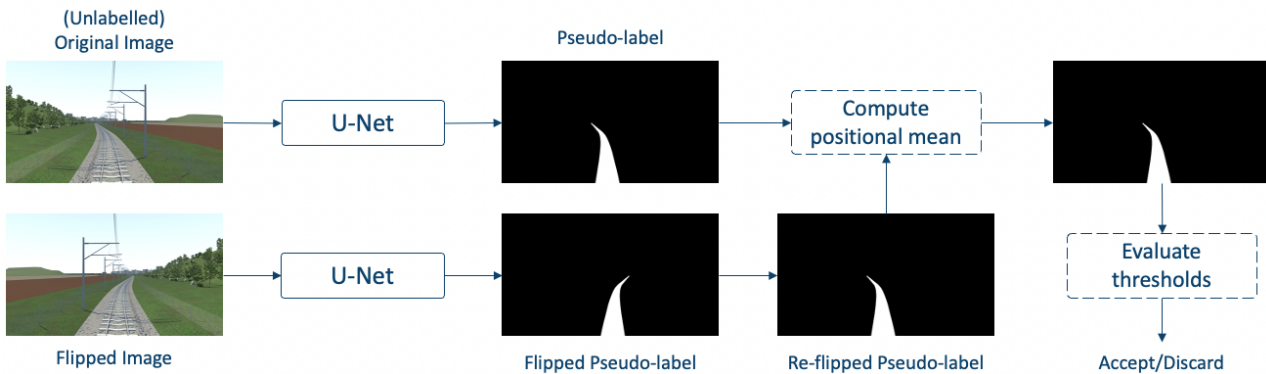 (Unlabelled)
Original Image
Pseudo-label
U-Net
Compute
positional mean
U-Net
Evaluate
thresholds
Flipped Image
Flipped Pseudo-label
Re-flipped Pseudo-label
Accept/Discard